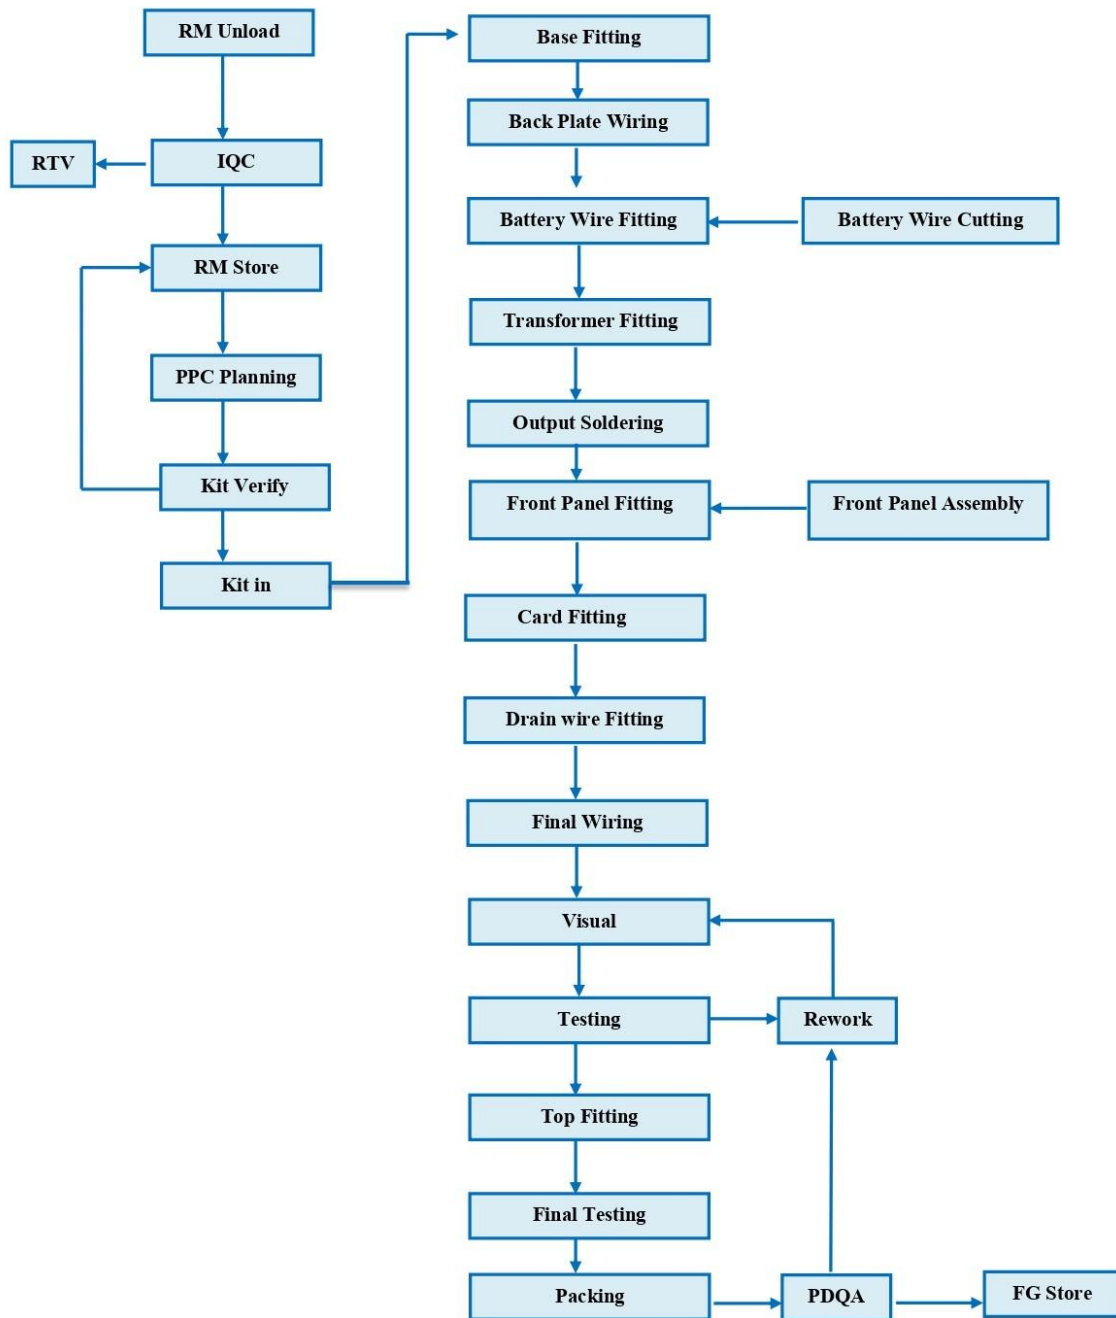 RM Unload
IQC
RTV
RM Store
PPC Planning
Kit Verify
Kit in
Base Fitting
Back Plate Wiring
Battery Wire Fitting
Battery Wire Cutting
Transformer Fitting
Output Soldering
Front Panel Fitting
Front Panel Assembly
Card Fitting
Drain wire Fitting
Final Wiring
Visual
Testing
Rework
Top Fitting
Final Testing
Packing
PDQA
FG Store